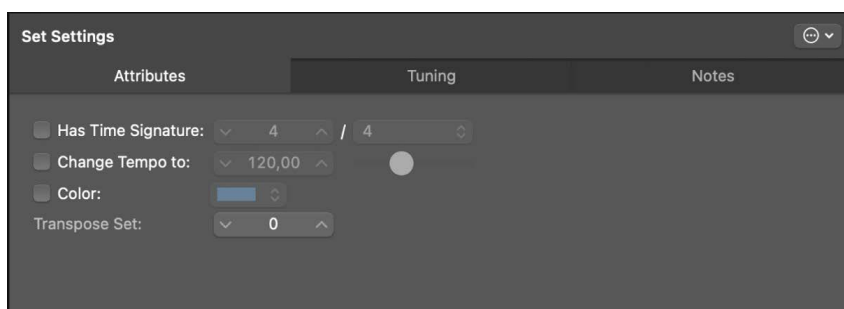 Set Settings
Attributes Tuning Notes
Has Time Signature: 4 / 4
Change Tempo to: 120,00
Color:
Transpose Set: 0